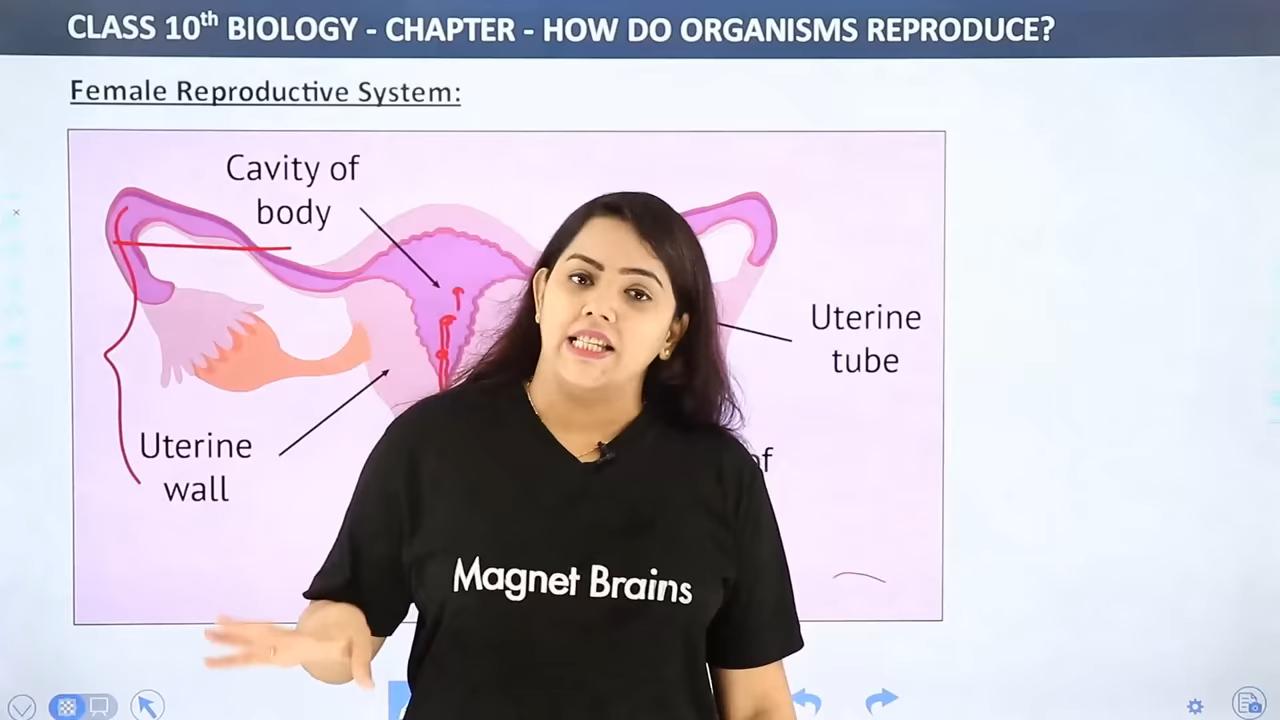 CLASS 10th BIOLOGY - CHAPTER - HOW DO ORGANISMS REPRODUCE?
Female Reproductive System:
Cavity of
body
Uterine
tube
Uterine
wall
of
Magnet Brains